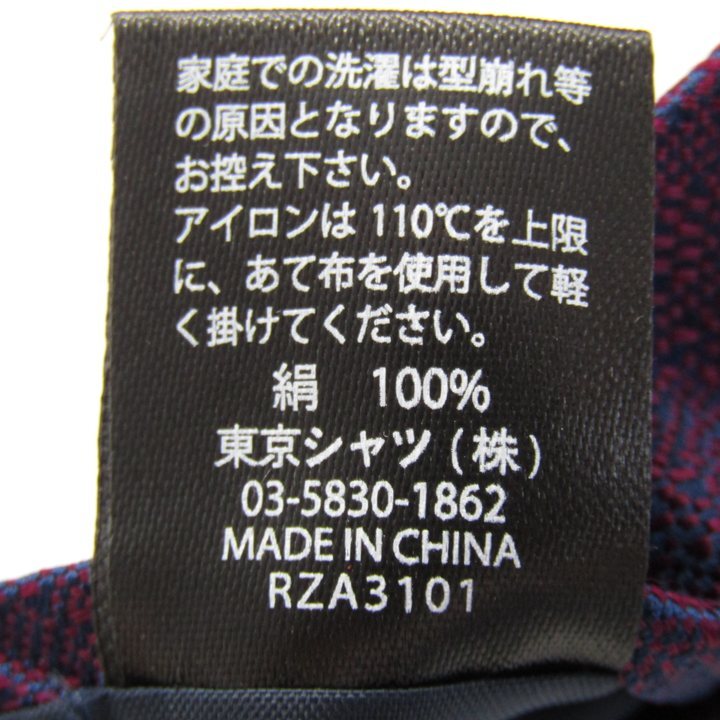 家庭での洗濯は型崩れ等
の原因となりますので、
お控え下さい。
アイロンは 110℃を上限
に、あて布を使用して軽
く掛けてください。
絹　100%
東京シャツ (株)
03-5830-1862
MADE IN CHINA
RZA3101